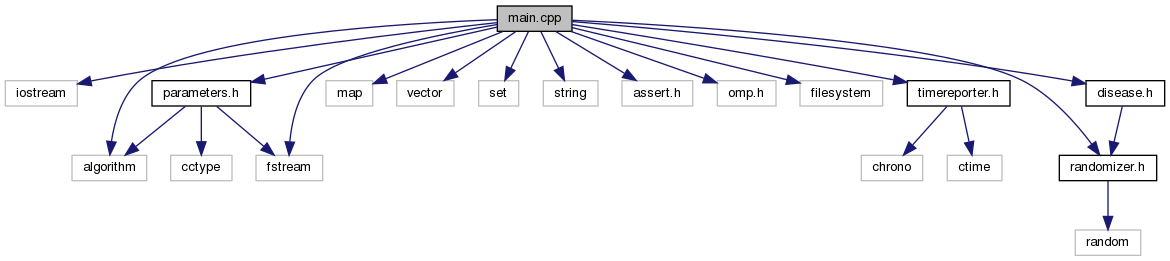 main.cpp
iostream
parameters.h
map
vector
set
string
assert.h
omp.h
filesystem
timereporter.h
disease.h
algorithm
cctype
fstream
chrono
ctime
randomizer.h
random